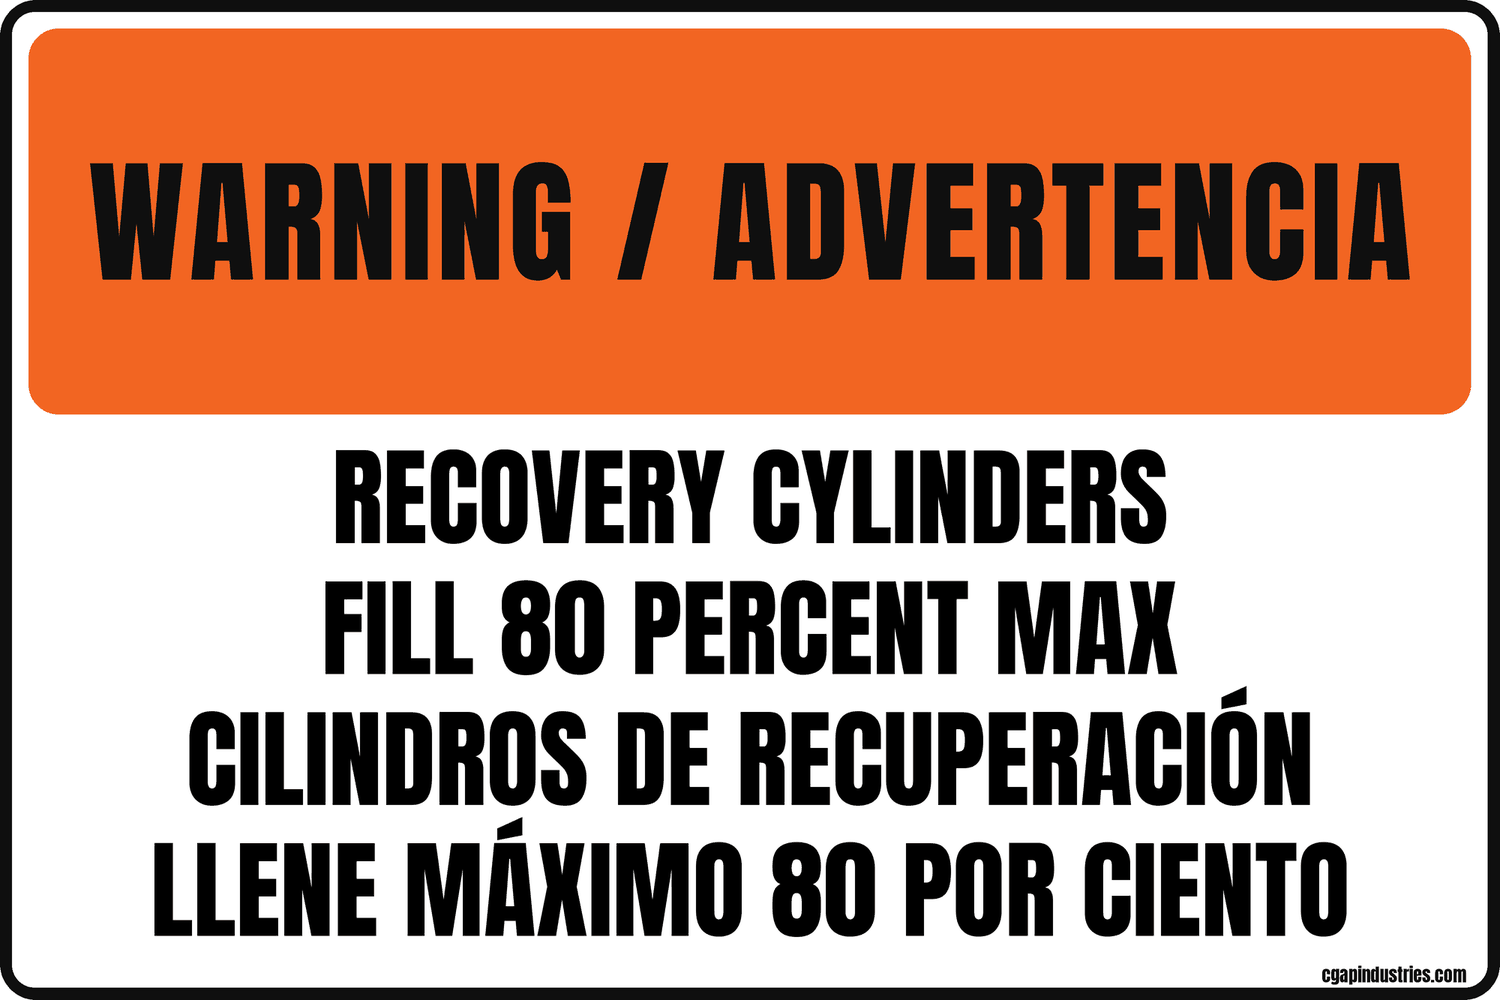 WARNING / ADVERTENCIA
RECOVERY CYLINDERS
FILL 80 PERCENT MAX
CILINDROS DE RECUPERACIÓN
LLENE MÁXIMO 80 POR CIENTO
cgapindustries.com